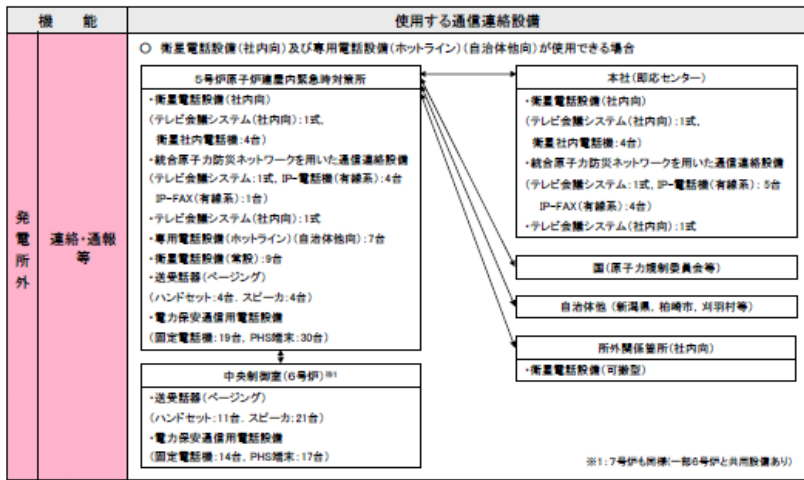 機　能
使用する通信連絡設備
発電所外
連絡・通報等
○ 衛星電話設備(社内向)及び専用電話設備(ホットライン)(自治体他向)が使用できる場合
5号炉原子炉建屋内緊急時対策所
・衛星電話設備(社内向)
(テレビ会議システム(社内向):1式,
衛星社内電話機:4台)
・統合原子力防災ネットワークを用いた通信連絡設備
(テレビ会議システム:1式, IP-電話機(有線系):4台
IP-FAX(有線系):1台)
・テレビ会議システム(社内向):1式
・専用電話設備(ホットライン)(自治体他向):7台
・衛星電話設備(常設):9台
・送受話器(ページング)
(ハンドセット:4台, スピーカ:4台)
・電力保安通信用電話設備
(固定電話機:19台, PHS端末:30台)
中央制御室(6号炉)※1
・送受話器(ページング)
(ハンドセット:11台, スピーカ:21台)
・電力保安通信用電話設備
(固定電話機:14台, PHS端末:17台)
本社(即応センター)
・衛星電話設備(社内向)
(テレビ会議システム(社内向):1式,
衛星社内電話機:4台)
・統合原子力防災ネットワークを用いた通信連絡設備
(テレビ会議システム:1式, IP-電話機(有線系):5台
IP-FAX(有線系):4台)
・テレビ会議システム(社内向):1式
国(原子力規制委員会等)
自治体他 (新潟県, 柏崎市, 刈羽村等)
所外関係箇所(社内向)
・衛星電話設備(可搬型)
※1:7号炉も同様(一部6号炉と共用設備あり)